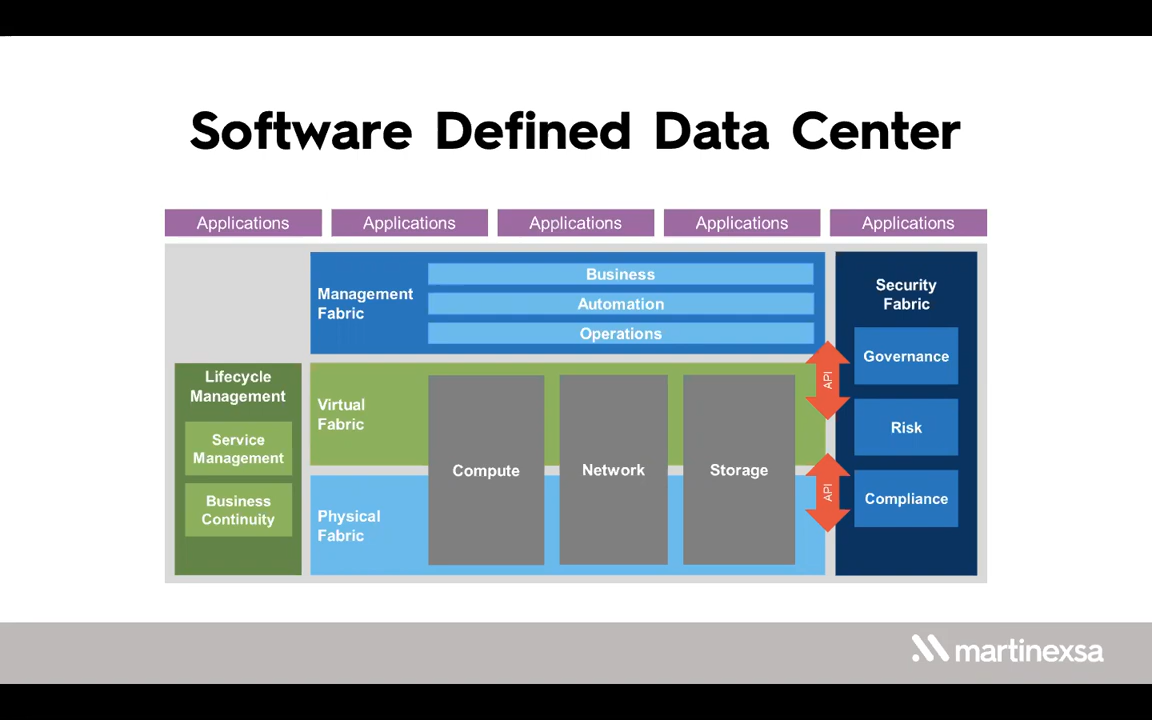 Software Defined Data Center
Applications
Applications
Applications
Applications
Applications
Management
Fabric
Business
Automation
Operations
Security
Fabric
Governance
Risk
Compliance
Lifecycle
Management
Service
Management
Business
Continuity
Virtual
Fabric
Physical
Fabric
Compute
Network
Storage
API
API
martinexsa